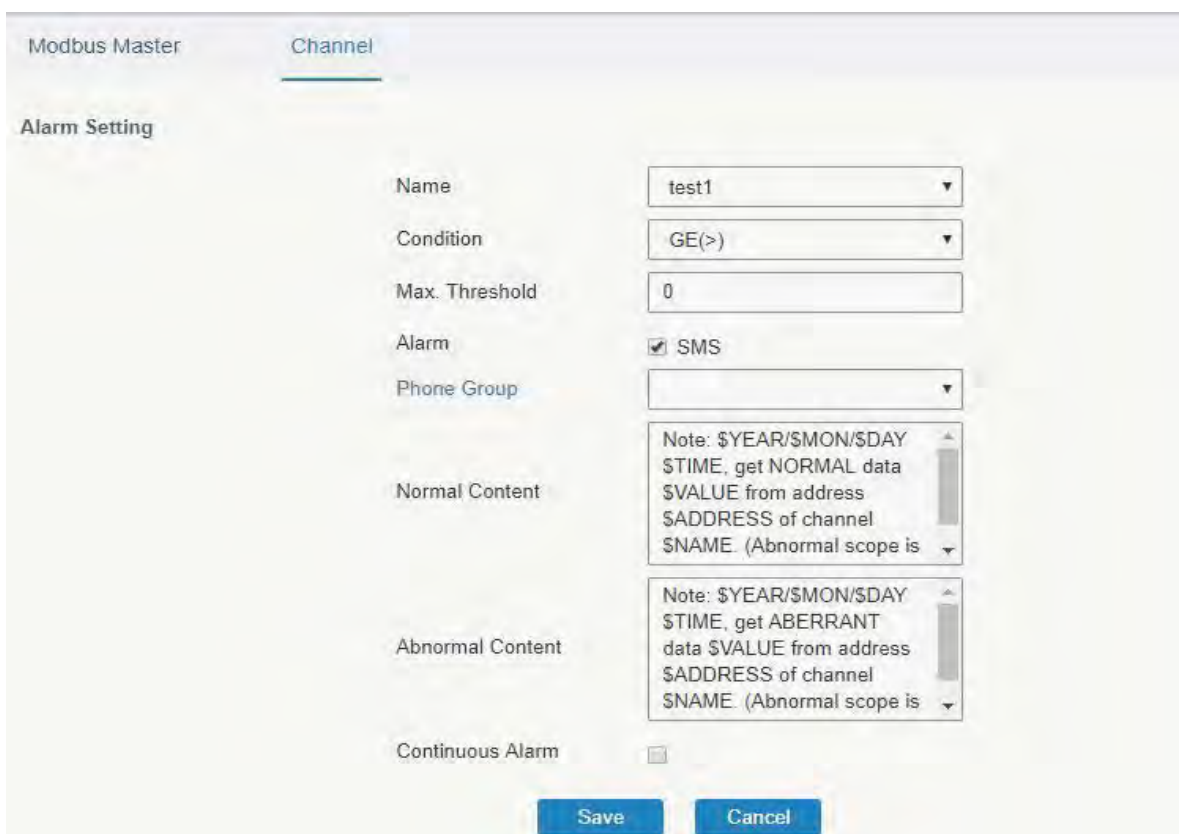 Modbus Master
Channel
Alarm Setting
Name
test1
Condition
GE(>)
Max. Threshold
0
Alarm
SMS
Phone Group
Normal Content
Note: $YEAR/$MON/$DAY
$TIME, get NORMAL data
$VALUE from address
$ADDRESS of channel
$NAME. (Abnormal scope is
Abnormal Content
Note: $YEAR/$MON/$DAY
$TIME, get ABERRANT
data $VALUE from address
$ADDRESS of channel
$NAME. (Abnormal scope is
Continuous Alarm
Save
Cancel